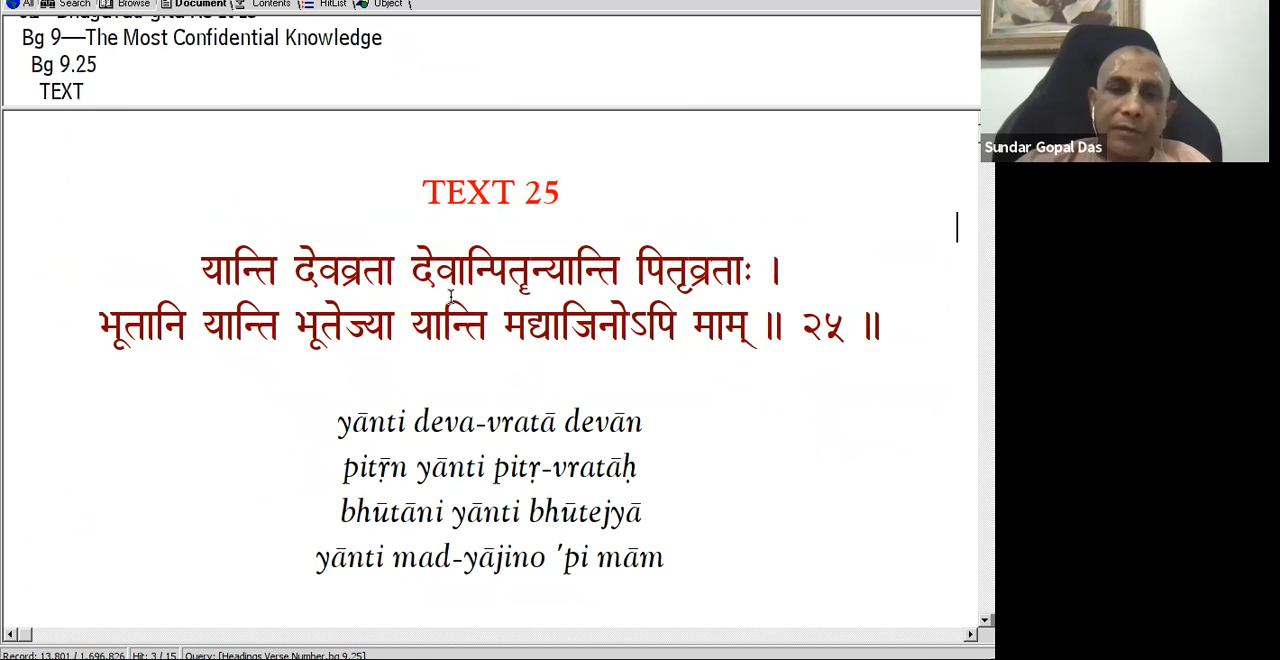 All Search Browse Document Contents HitList Object
Bg 9—The Most Confidential Knowledge
Bg 9.25
TEXT
Sundar Gopal Das
TEXT 25
यान्ति देवव्रता देवान्पितॄन्यान्ति पितृव्रताः ।
भूतानि यान्ति भूतेज्या यान्ति मद्याजिनोऽपि माम् ॥ २५ ॥
yānti deva-vratā devān
pitṝn yānti pitṛ-vratāḥ
bhūtāni yānti bhūtejyā
yānti mad-yājino 'pi mām
Record: 13,801 / 1,696,826 Hit: 3 / 15 Query: [Headings Verse Number,bg 9.25]